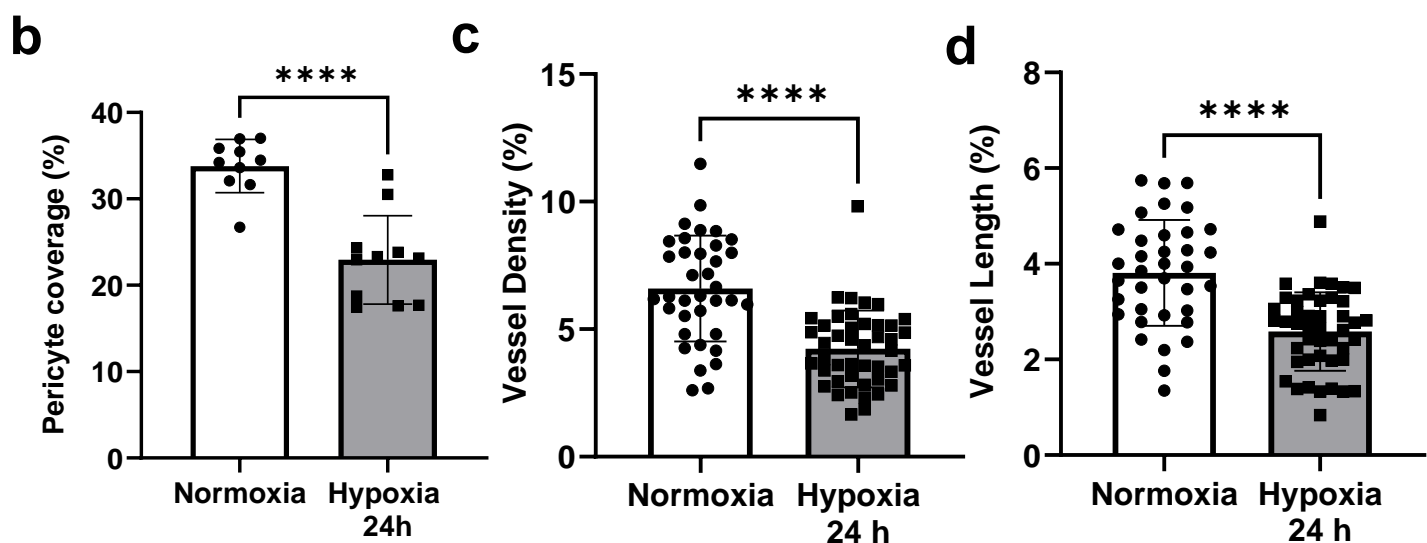 b
****
Pericyte coverage (%)
40
30
20
10
0
Normoxia
Hypoxia
24h
c
****
Vessel Density (%)
15
10
5
0
Normoxia
Hypoxia
24 h
d
****
Vessel Length (%)
8
6
4
2
0
Normoxia
Hypoxia
24 h